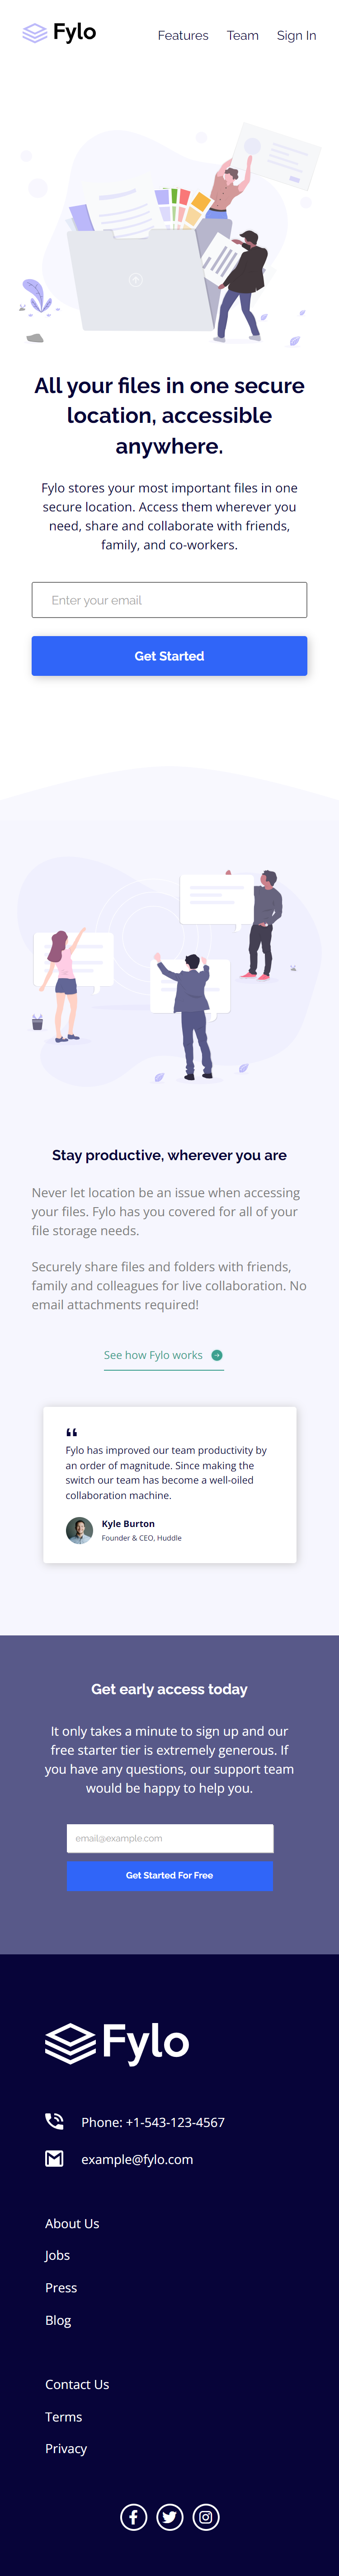 Fylo
Features Team Sign In
All your files in one secure
location, accessible
anywhere.
Fylo stores your most important files in one
secure location. Access them wherever you
need, share and collaborate with friends,
family, and co-workers.
Enter your email
Get Started
Stay productive, wherever you are
Never let location be an issue when accessing
your files. Fylo has you covered for all of your
file storage needs.
Securely share files and folders with friends,
family and colleagues for live collaboration. No
email attachments required!
See how Fylo works
“
Fylo has improved our team productivity by
an order of magnitude. Since making the
switch our team has become a well-oiled
collaboration machine.
Kyle Burton
Founder & CEO, Huddle
Get early access today
It only takes a minute to sign up and our
free starter tier is extremely generous. If
you have any questions, our support team
would be happy to help you.
email@example.com
Get Started For Free
Fylo
Phone: +1-543-123-4567
example@fylo.com
About Us
Jobs
Press
Blog
Contact Us
Terms
Privacy